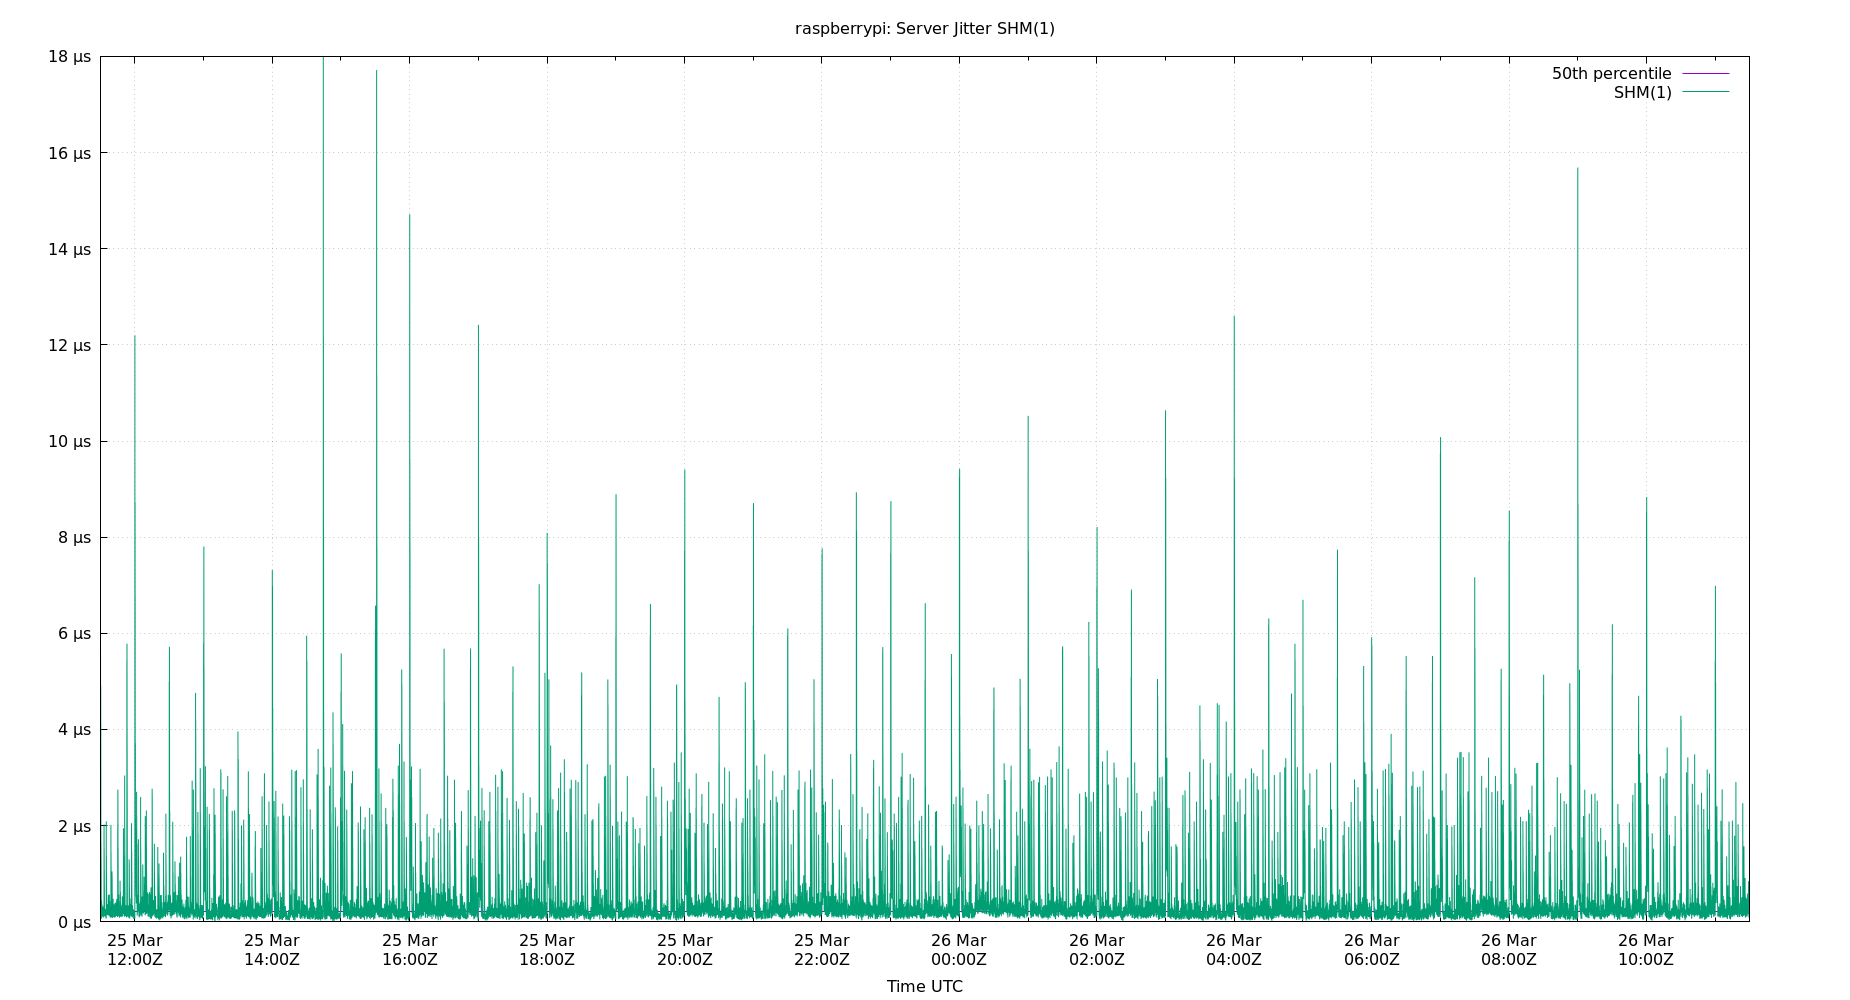 raspberrypi: Server Jitter SHM(1)
50th percentile
SHM(1)
18 µs
16 µs
14 µs
12 µs
10 µs
8 µs
6 µs
4 µs
2 µs
0 µs
25 Mar 25 Mar 25 Mar 25 Mar 25 Mar 25 Mar 26 Mar 26 Mar 26 Mar 26 Mar 26 Mar 26 Mar
12:00Z 14:00Z 16:00Z 18:00Z 20:00Z 22:00Z 00:00Z 02:00Z 04:00Z 06:00Z 08:00Z 10:00Z
Time UTC